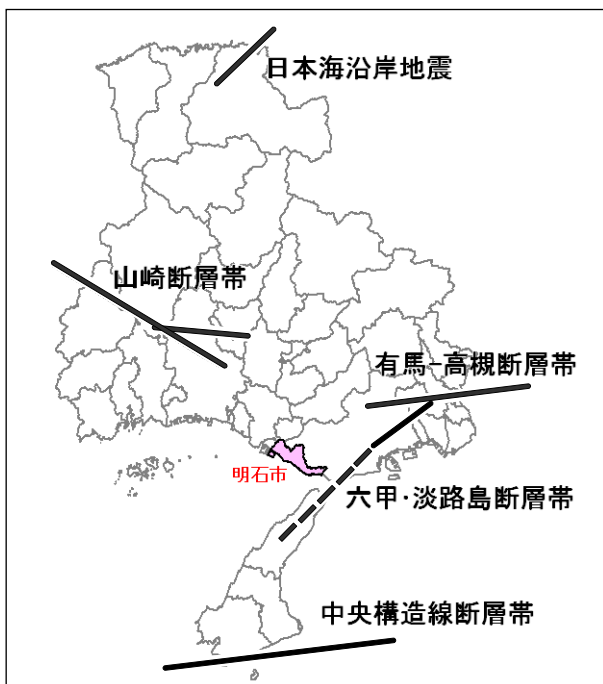 日本海沿岸地震
山崎断層帯
有馬-高槻断層帯
明石市
六甲・淡路島断層帯
中央構造線断層帯